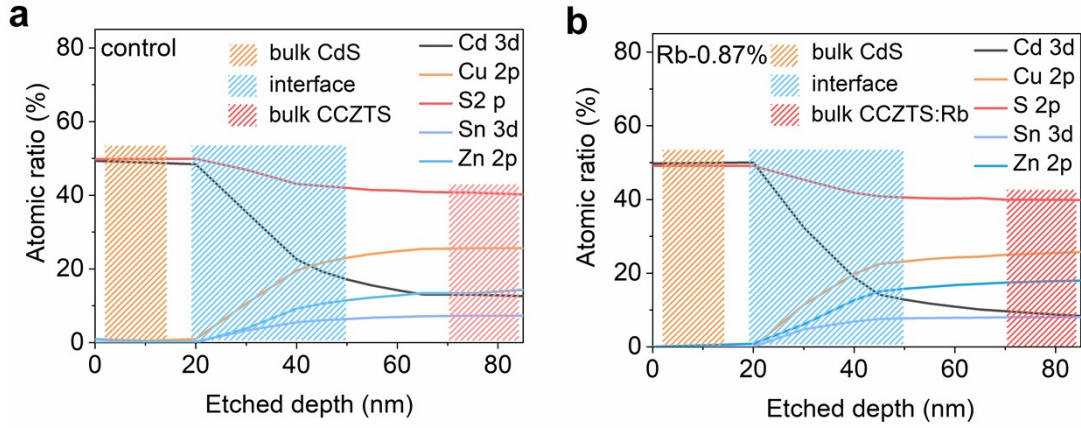 a
control
bulk CdS
interface
bulk CCZTS
Cd 3d
Cu 2p
S2 p
Sn 3d
Zn 2p
80
60
40
20
0
Atomic ratio (%)
0 20 40 60 80
Etched depth (nm)
b
Rb-0.87%
bulk CdS
interface
bulk CCZTS:Rb
Cd 3d
Cu 2p
S 2p
Sn 3d
Zn 2p
80
60
40
20
0
Atomic ratio (%)
0 20 40 60 80
Etched depth (nm)